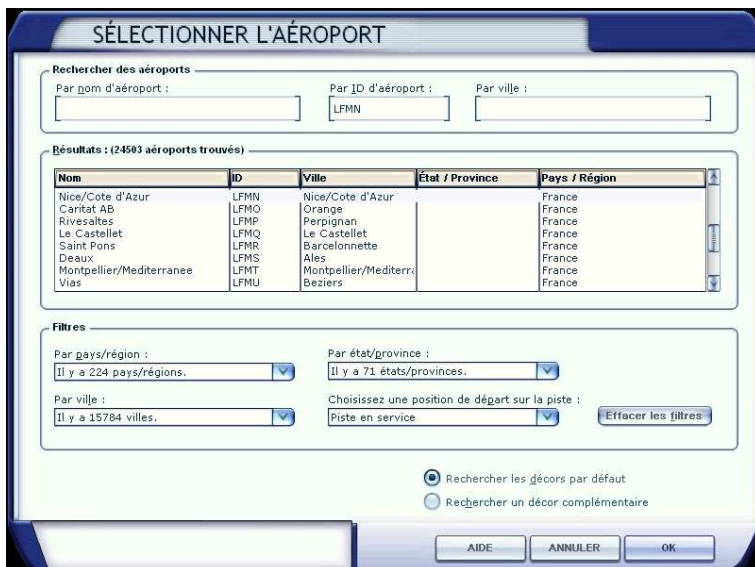 SÉLECTIONNER L'AÉROPORT
Rechercher des aéroports
Par nom d'aéroport : Par ID d'aéroport : Par ville :
LFMN
Résultats : (24503 aéroports trouvés)
Nom ID Ville État / Province Pays / Région
Nice/Cote d'Azur LFMN Nice/Cote d'Azur France
Caritat AB LFMO Orange France
Rivesaltes LFMP Perpignan France
Le Castellet LFMQ Le Castellet France
Saint Pons LFMR Barcelonnette France
Deaux LFMS Ales France
Montpellier/Mediterranee LFMT Montpellier/Mediterra France
Vias LFMU Beziers France
Filtres
Par pays/région : Par état/province :
Il y a 224 pays/régions. Il y a 71 états/provinces.
Par ville : Choisissez une position de départ sur la piste :
Il y a 15784 villes. Piste en service Effacer les filtres
Rechercher les décors par défaut
Rechercher un décor complémentaire
AIDE ANNULER OK